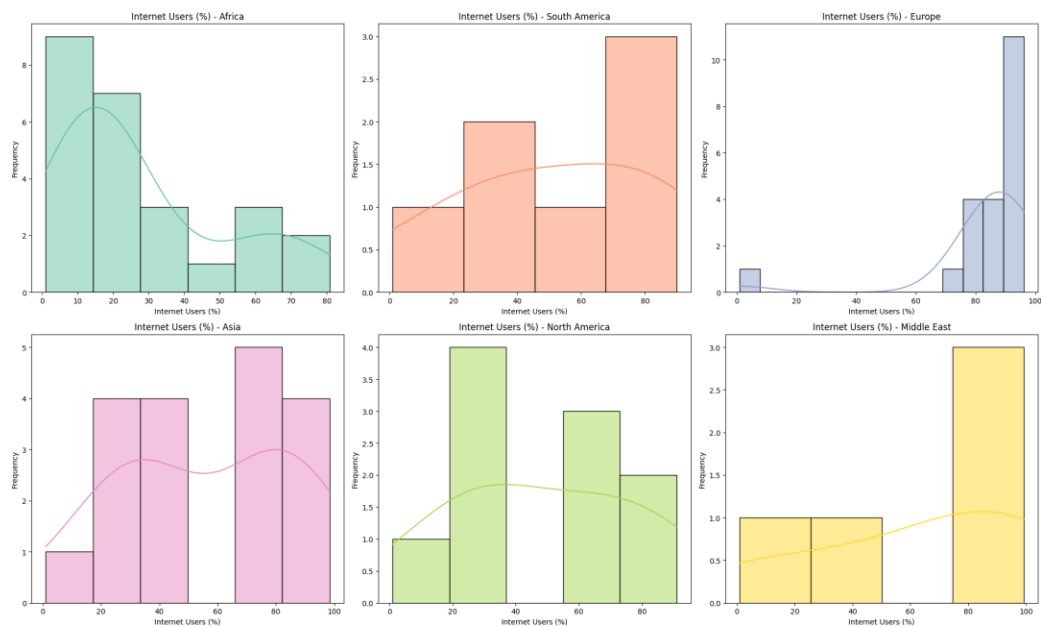 Internet Users (%) - Africa
Frequency
8
6
4
2
0
0 10 20 30 40 50 60 70 80
Internet Users (%)
Internet Users (%) - South America
Frequency
3.0
2.5
2.0
1.5
1.0
0.5
0.0
0 20 40 60 80
Internet Users (%)
Internet Users (%) - Europe
Frequency
10
8
6
4
2
0
0 20 40 60 80 100
Internet Users (%)
Internet Users (%) - Asia
Frequency
5
4
3
2
1
0
0 20 40 60 80 100
Internet Users (%)
Internet Users (%) - North America
Frequency
4.0
3.5
3.0
2.5
2.0
1.5
1.0
0.5
0.0
0 20 40 60 80
Internet Users (%)
Internet Users (%) - Middle East
Frequency
3.0
2.5
2.0
1.5
1.0
0.5
0.0
0 20 40 60 80 100
Internet Users (%)